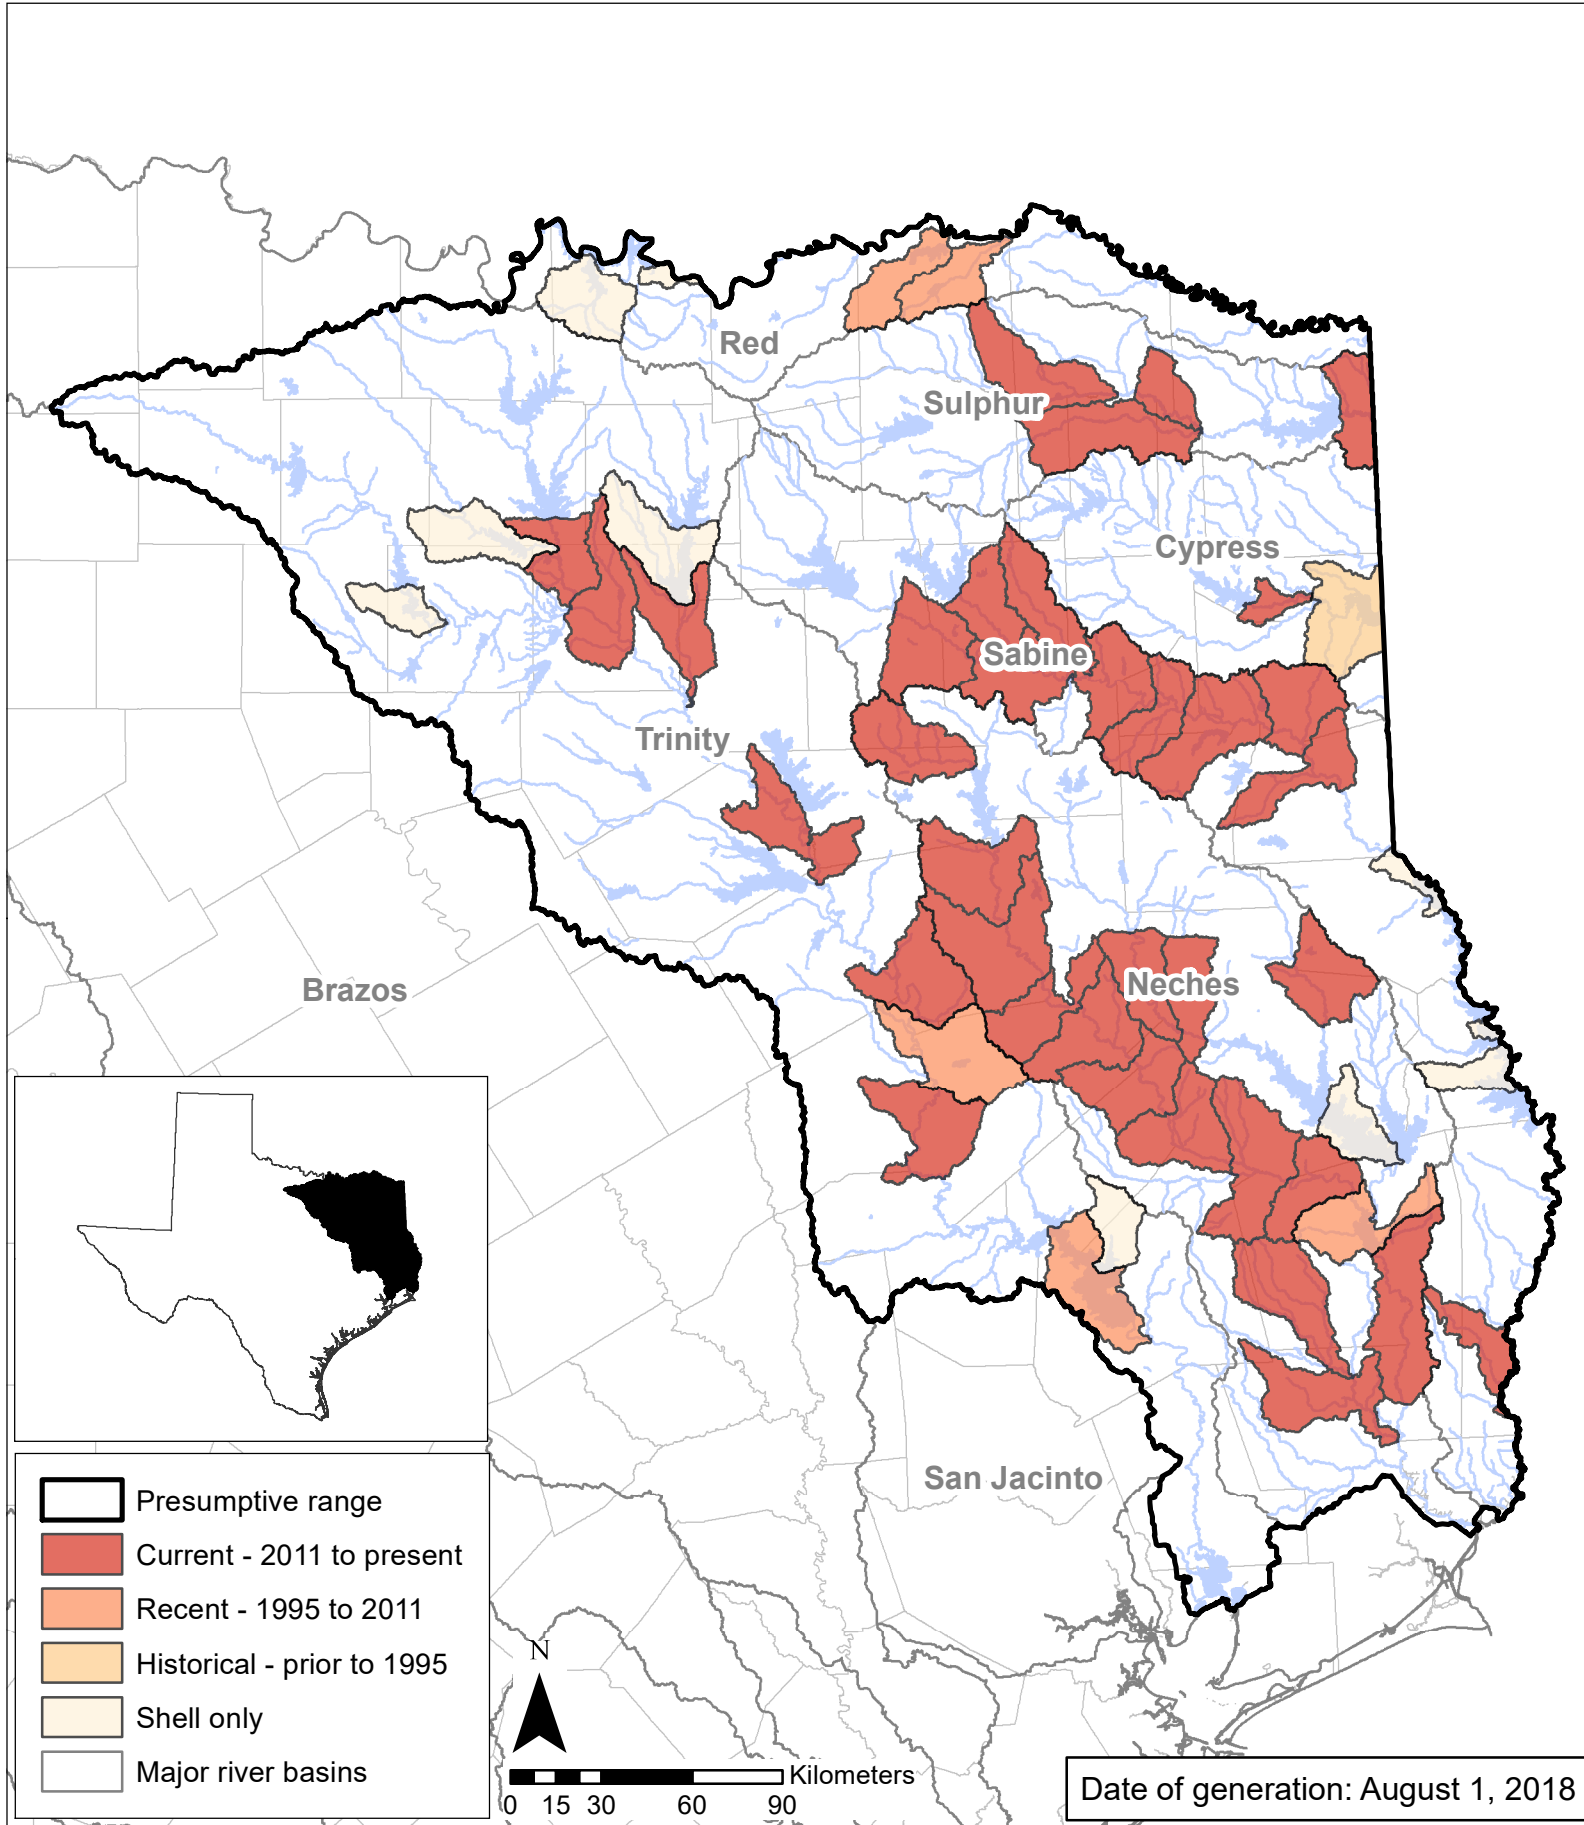 Red
Sulphur
Cypress
Sabine
Trinity
Neches
Brazos
San Jacinto
Presumptive range
Current - 2011 to present
Recent - 1995 to 2011
Historical - prior to 1995
Shell only
Major river basins
N
Kilometers
0 15 30 60 90
Date of generation: August 1, 2018